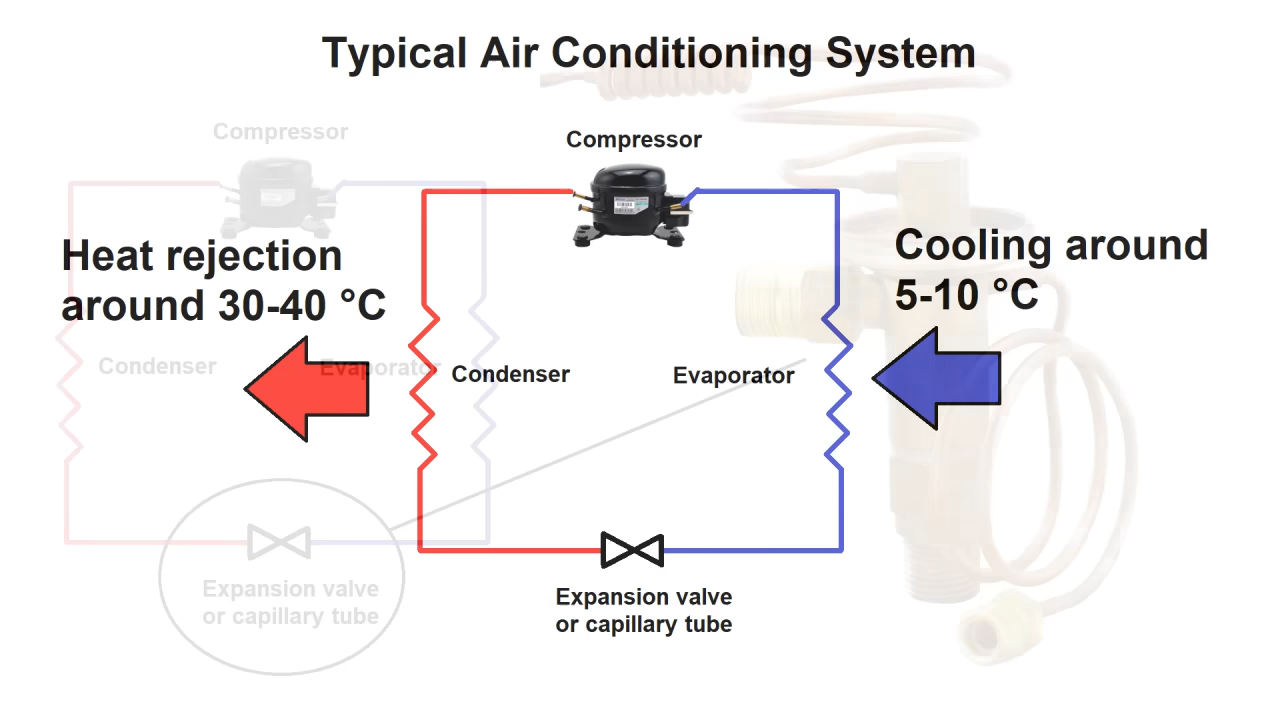 Typical Air Conditioning System
Compressor
Compressor
Heat rejection
around 30-40 °C
Cooling around
5-10 °C
Condenser
Evaporator
Condenser
Evaporator
Expansion valve
or capillary tube
Expansion valve
or capillary tube